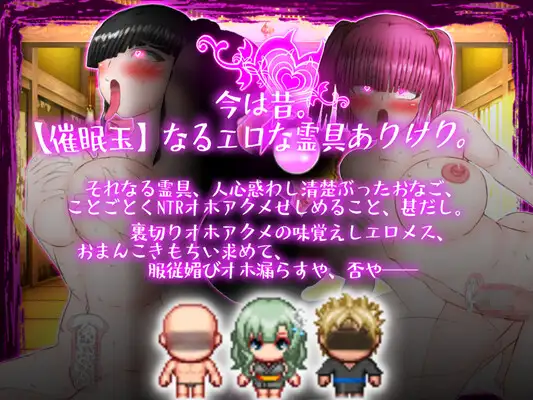 今は昔。
【催眠玉】なるエロな霊具ありけり。
それなる霊具、人心惑わし清楚ぶったおなご、
ことごとくNTRオホアクメせしめること、甚だし。
裏切りオホアクメの味覚えしエロメス、
おまんこきもちい求めて、
服従媚びオホ漏らすや、否や――